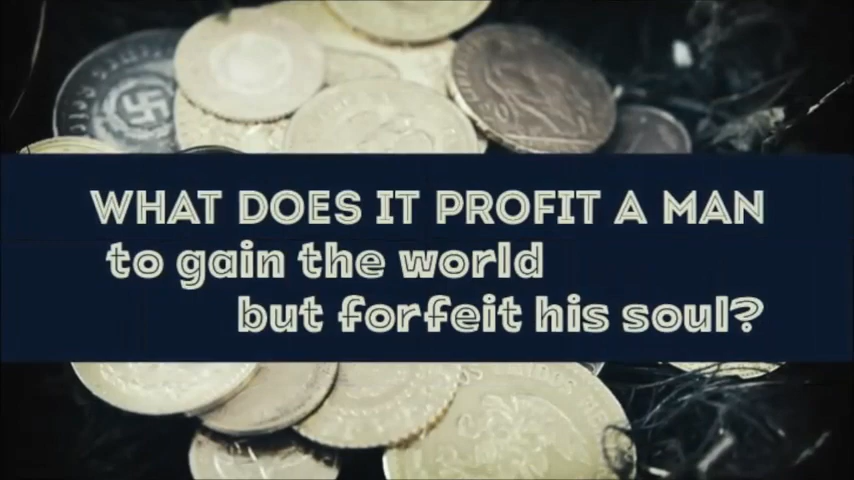 WHAT DOES IT PROFIT A MAN
to gain the world
but forfeit his soul?